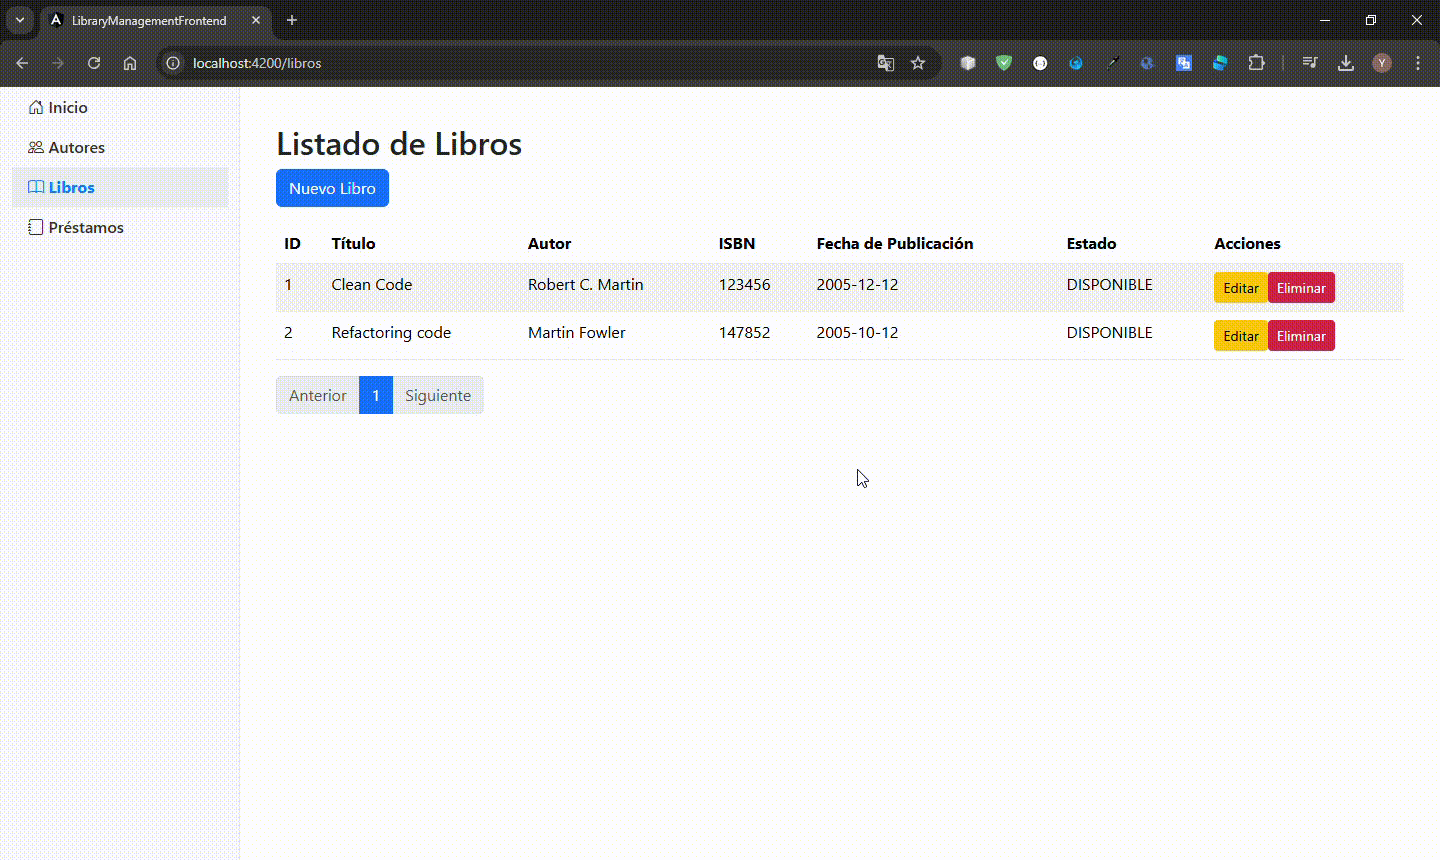 LibraryManagementFrontend
localhost:4200/libros
Y
Inicio
Autores
Libros
Préstamos
Listado de Libros
Nuevo Libro
ID Título Autor ISBN Fecha de Publicación Estado Acciones
1 Clean Code Robert C. Martin 123456 2005-12-12 DISPONIBLE Editar Eliminar
2 Refactoring code Martin Fowler 147852 2005-10-12 DISPONIBLE Editar Eliminar
Anterior 1 Siguiente